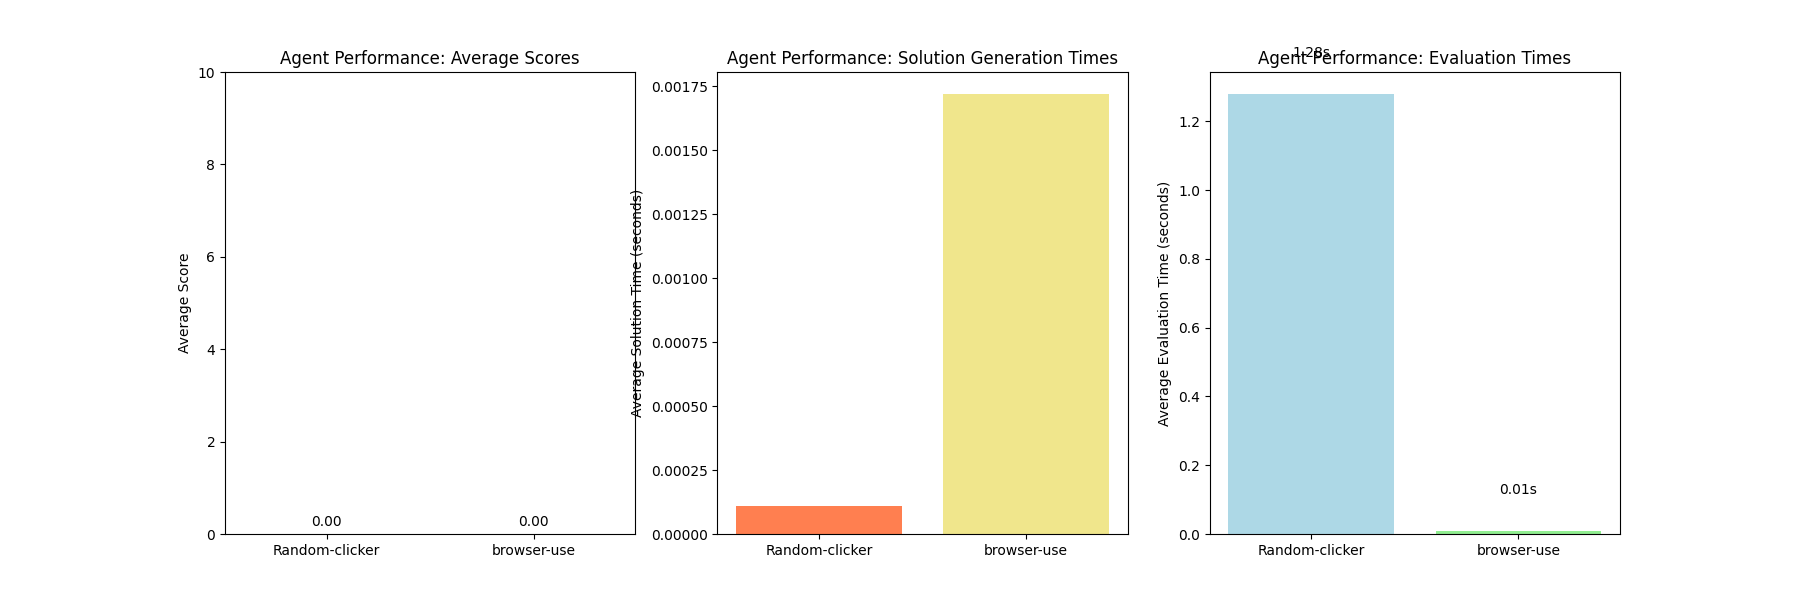 Agent Performance: Average Scores
Average Score
10
8
6
4
2
0
0.00
0.00
Random-clicker
browser-use
Agent Performance: Solution Generation Times
Average Solution Time (seconds)
0.00175
0.00150
0.00125
0.00100
0.00075
0.00050
0.00025
0.00000
Random-clicker
browser-use
1.28s
Agent Performance: Evaluation Times
Average Evaluation Time (seconds)
1.2
1.0
0.8
0.6
0.4
0.2
0.0
0.01s
Random-clicker
browser-use